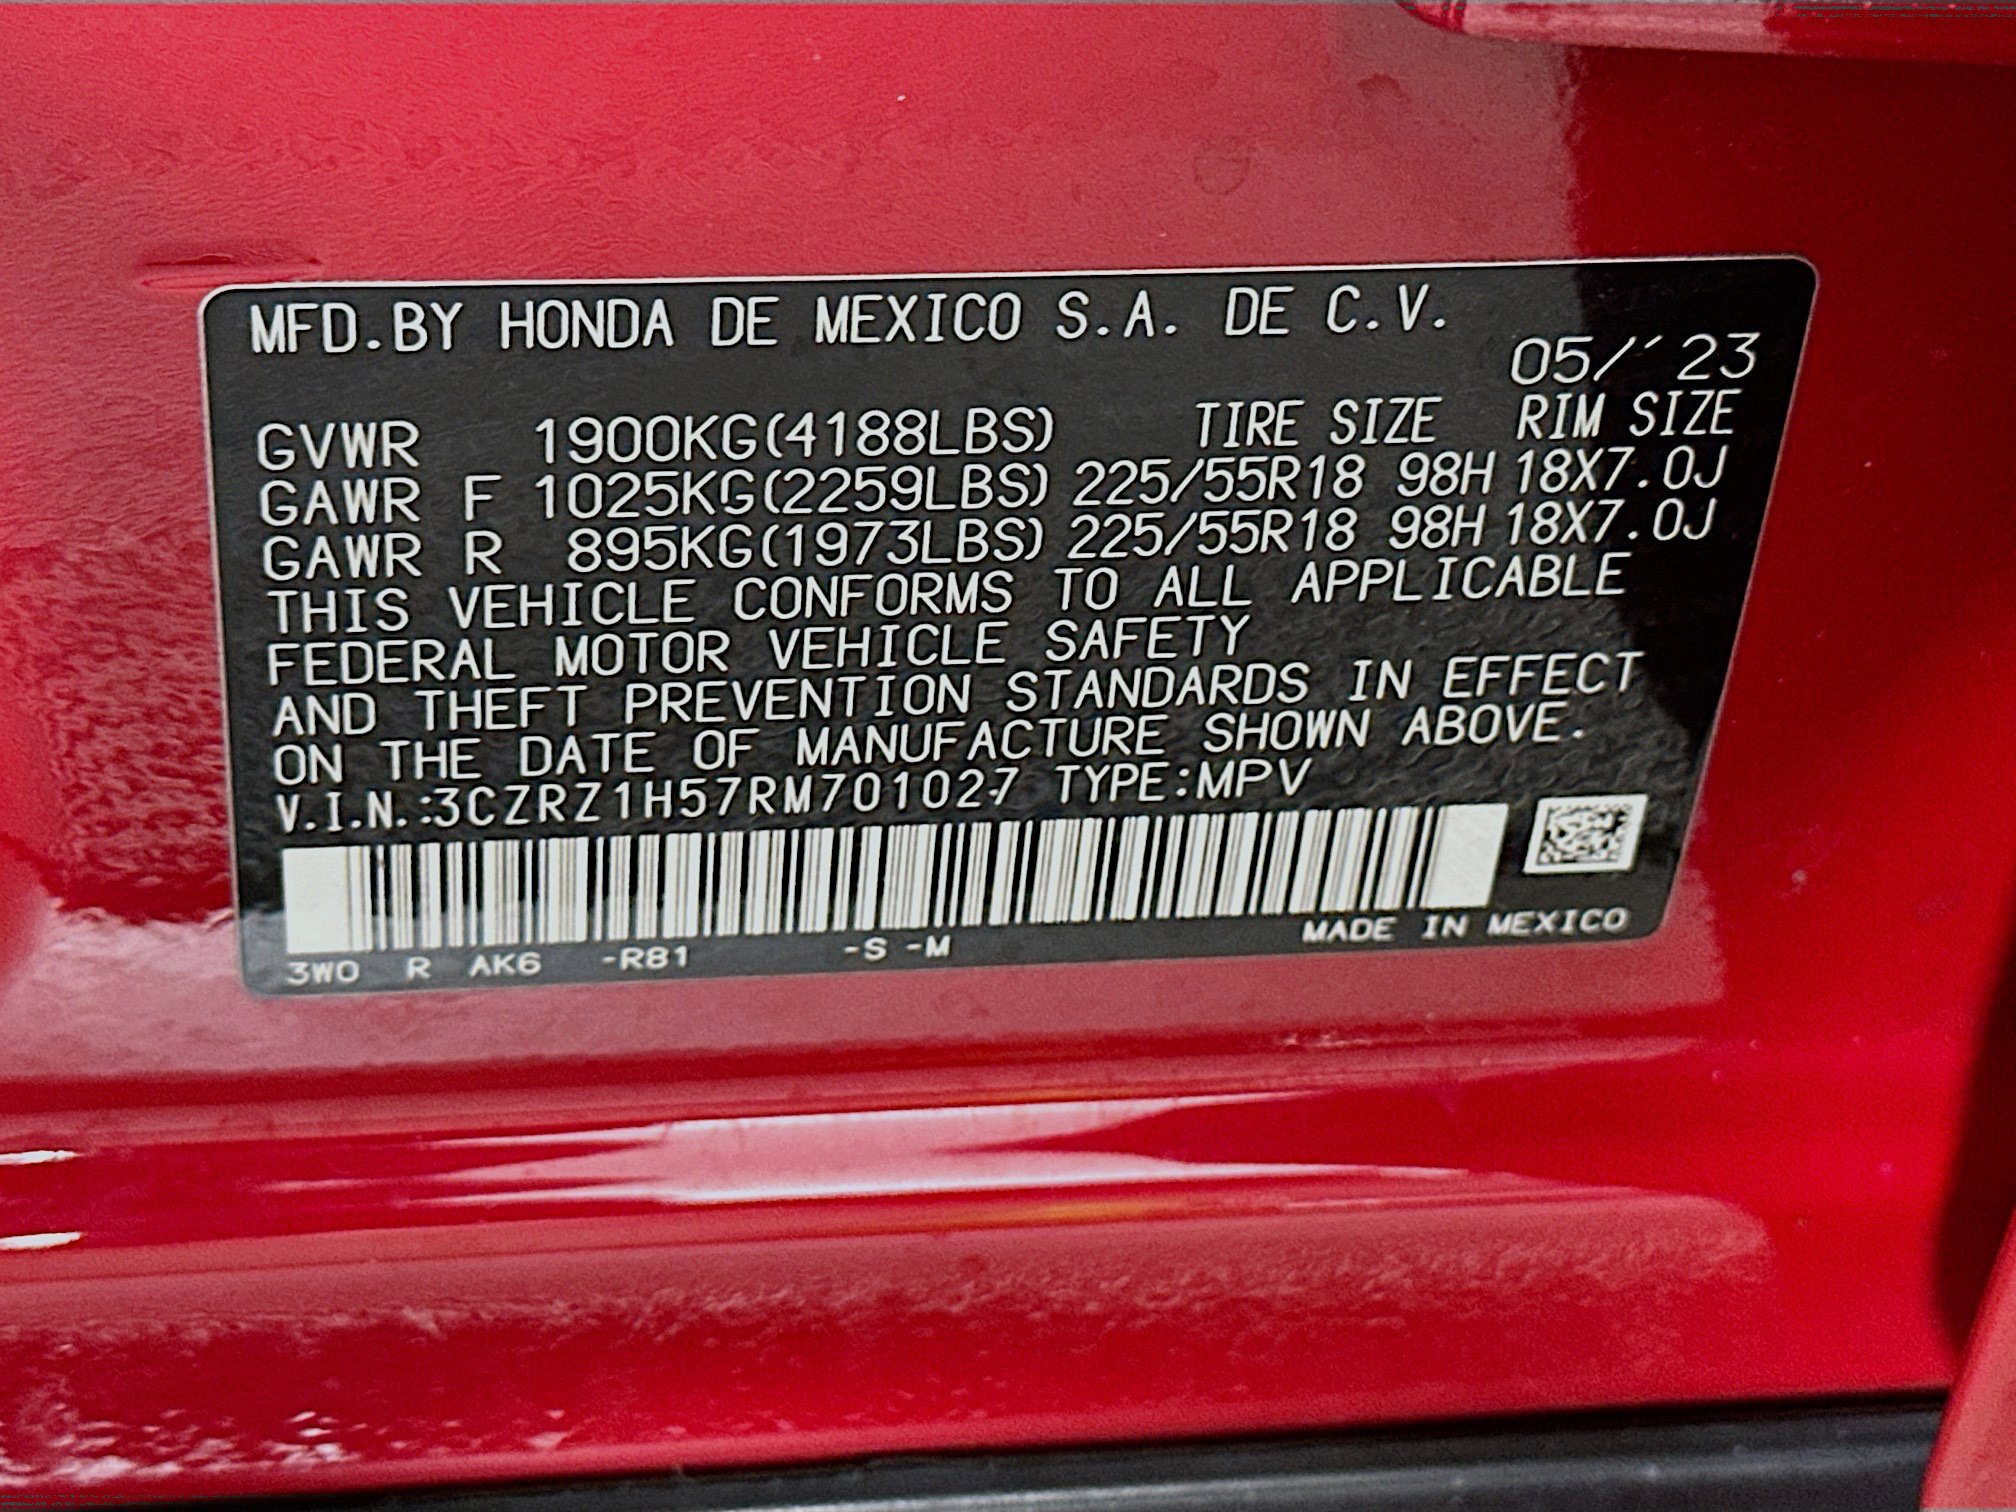 MFD.BY HONDA DE MEXICO S.A. DE C.V.
05/'23
GVWR 1900KG(4188LBS) TIRE SIZE RIM SIZE
GAWR F 1025KG(2259LBS) 225/55R18 98H 18X7.0J
GAWR R 895KG(1973LBS) 225/55R18 98H 18X7.0J
THIS VEHICLE CONFORMS TO ALL APPLICABLE
FEDERAL MOTOR VEHICLE SAFETY
AND THEFT PREVENTION STANDARDS IN EFFECT
ON THE DATE OF MANUFACTURE SHOWN ABOVE.
V.I.N.:3CZRZ1H57RM701027 TYPE:MPV
3W0 R AK6 -R81 -S -M MADE IN MEXICO